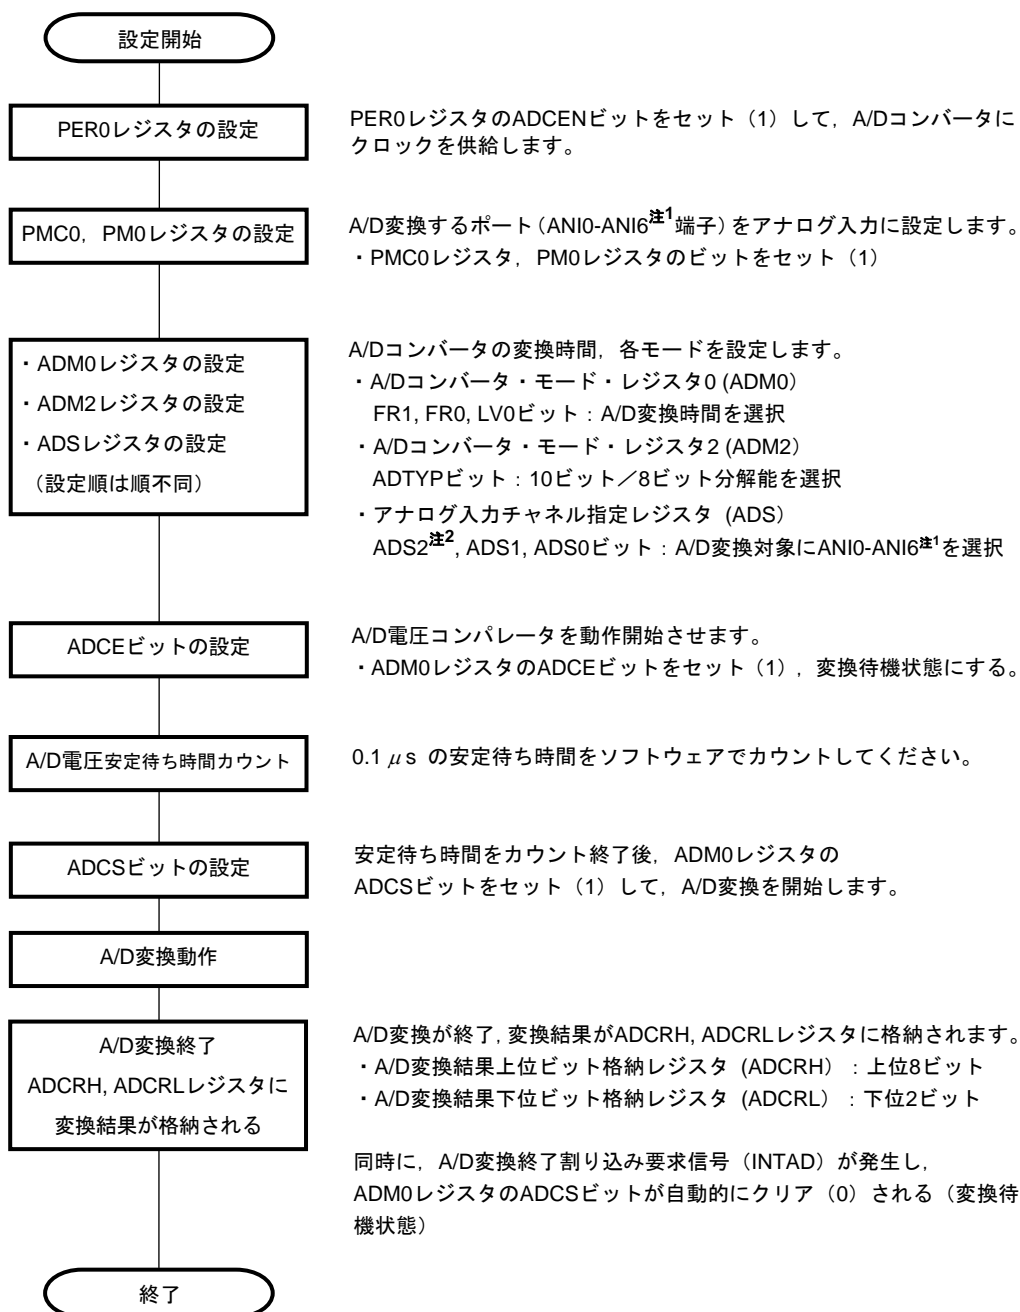 設定開始
PER0レジスタの設定
PER0レジスタのADCENビットをセット（1）して，A/Dコンバータに
クロックを供給します。
PMC0，PM0レジスタの設定
A/D変換するポート（ANI0-ANI6注1端子）をアナログ入力に設定します。
・PMC0レジスタ，PM0レジスタのビットをセット（1）
・ADM0レジスタの設定
・ADM2レジスタの設定
・ADSレジスタの設定
（設定順は順不同）
A/Dコンバータの変換時間，各モードを設定します。
・A/Dコンバータ・モード・レジスタ0 (ADM0）
FR1, FR0, LV0ビット：A/D変換時間を選択
・A/Dコンバータ・モード・レジスタ2 (ADM2）
ADTYPビット：10ビット／8ビット分解能を選択
・アナログ入力チャネル指定レジスタ (ADS）
ADS2注2, ADS1, ADS0ビット：A/D変換対象にANI0-ANI6注1を選択
ADCEビットの設定
A/D電圧コンパレータを動作開始させます。
・ADM0レジスタのADCEビットをセット（1）, 変換待機状態にする。
A/D電圧安定待ち時間カウント
0.1 μs の安定待ち時間をソフトウェアでカウントしてください。
ADCSビットの設定
安定待ち時間をカウント終了後，ADM0レジスタの
ADCSビットをセット（1）して，A/D変換を開始します。
A/D変換動作
A/D変換終了
ADCRH, ADCRLレジスタに
変換結果が格納される
A/D変換が終了, 変換結果がADCRH, ADCRLレジスタに格納されます。
・A/D変換結果上位ビット格納レジスタ (ADCRH）：上位8ビット
・A/D変換結果下位ビット格納レジスタ (ADCRL）：下位2ビット
同時に，A/D変換終了割り込み要求信号（INTAD）が発生し，
ADM0レジスタのADCSビットが自動的にクリア（0）される（変換待
機状態）
終了